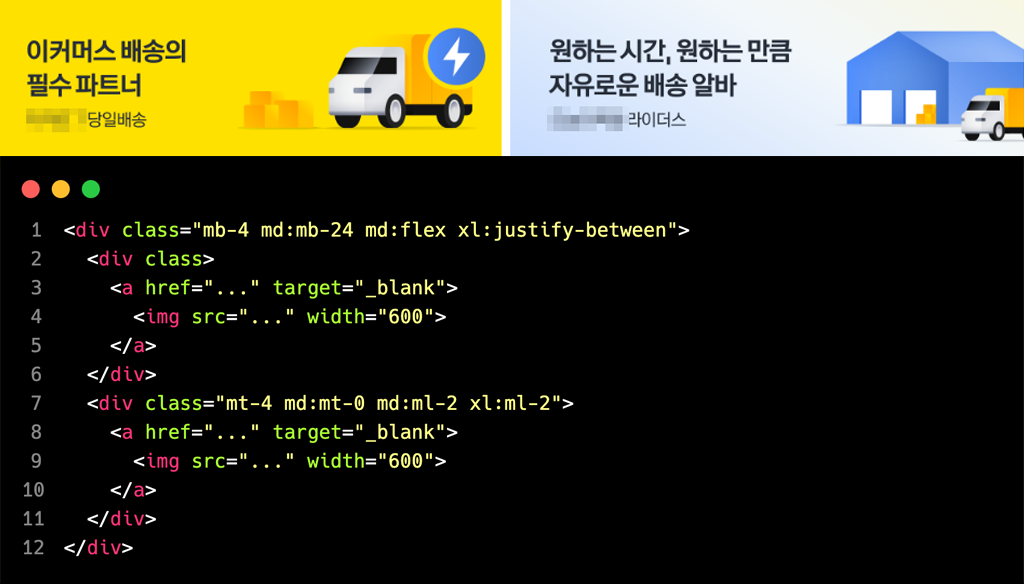 이커머스 배송의
필수 파트너
당일배송
원하는 시간, 원하는 만큼
자유로운 배송 알바
라이더스
1 <div class="mb-4 md:mb-24 md:flex xl:justify-between">
2   <div class>
3     <a href="..." target="_blank">
4       <img src="..." width="600">
5     </a>
6   </div>
7   <div class="mt-4 md:mt-0 md:ml-2 xl:ml-2">
8     <a href="..." target="_blank">
9       <img src="..." width="600">
10     </a>
11   </div>
12 </div>